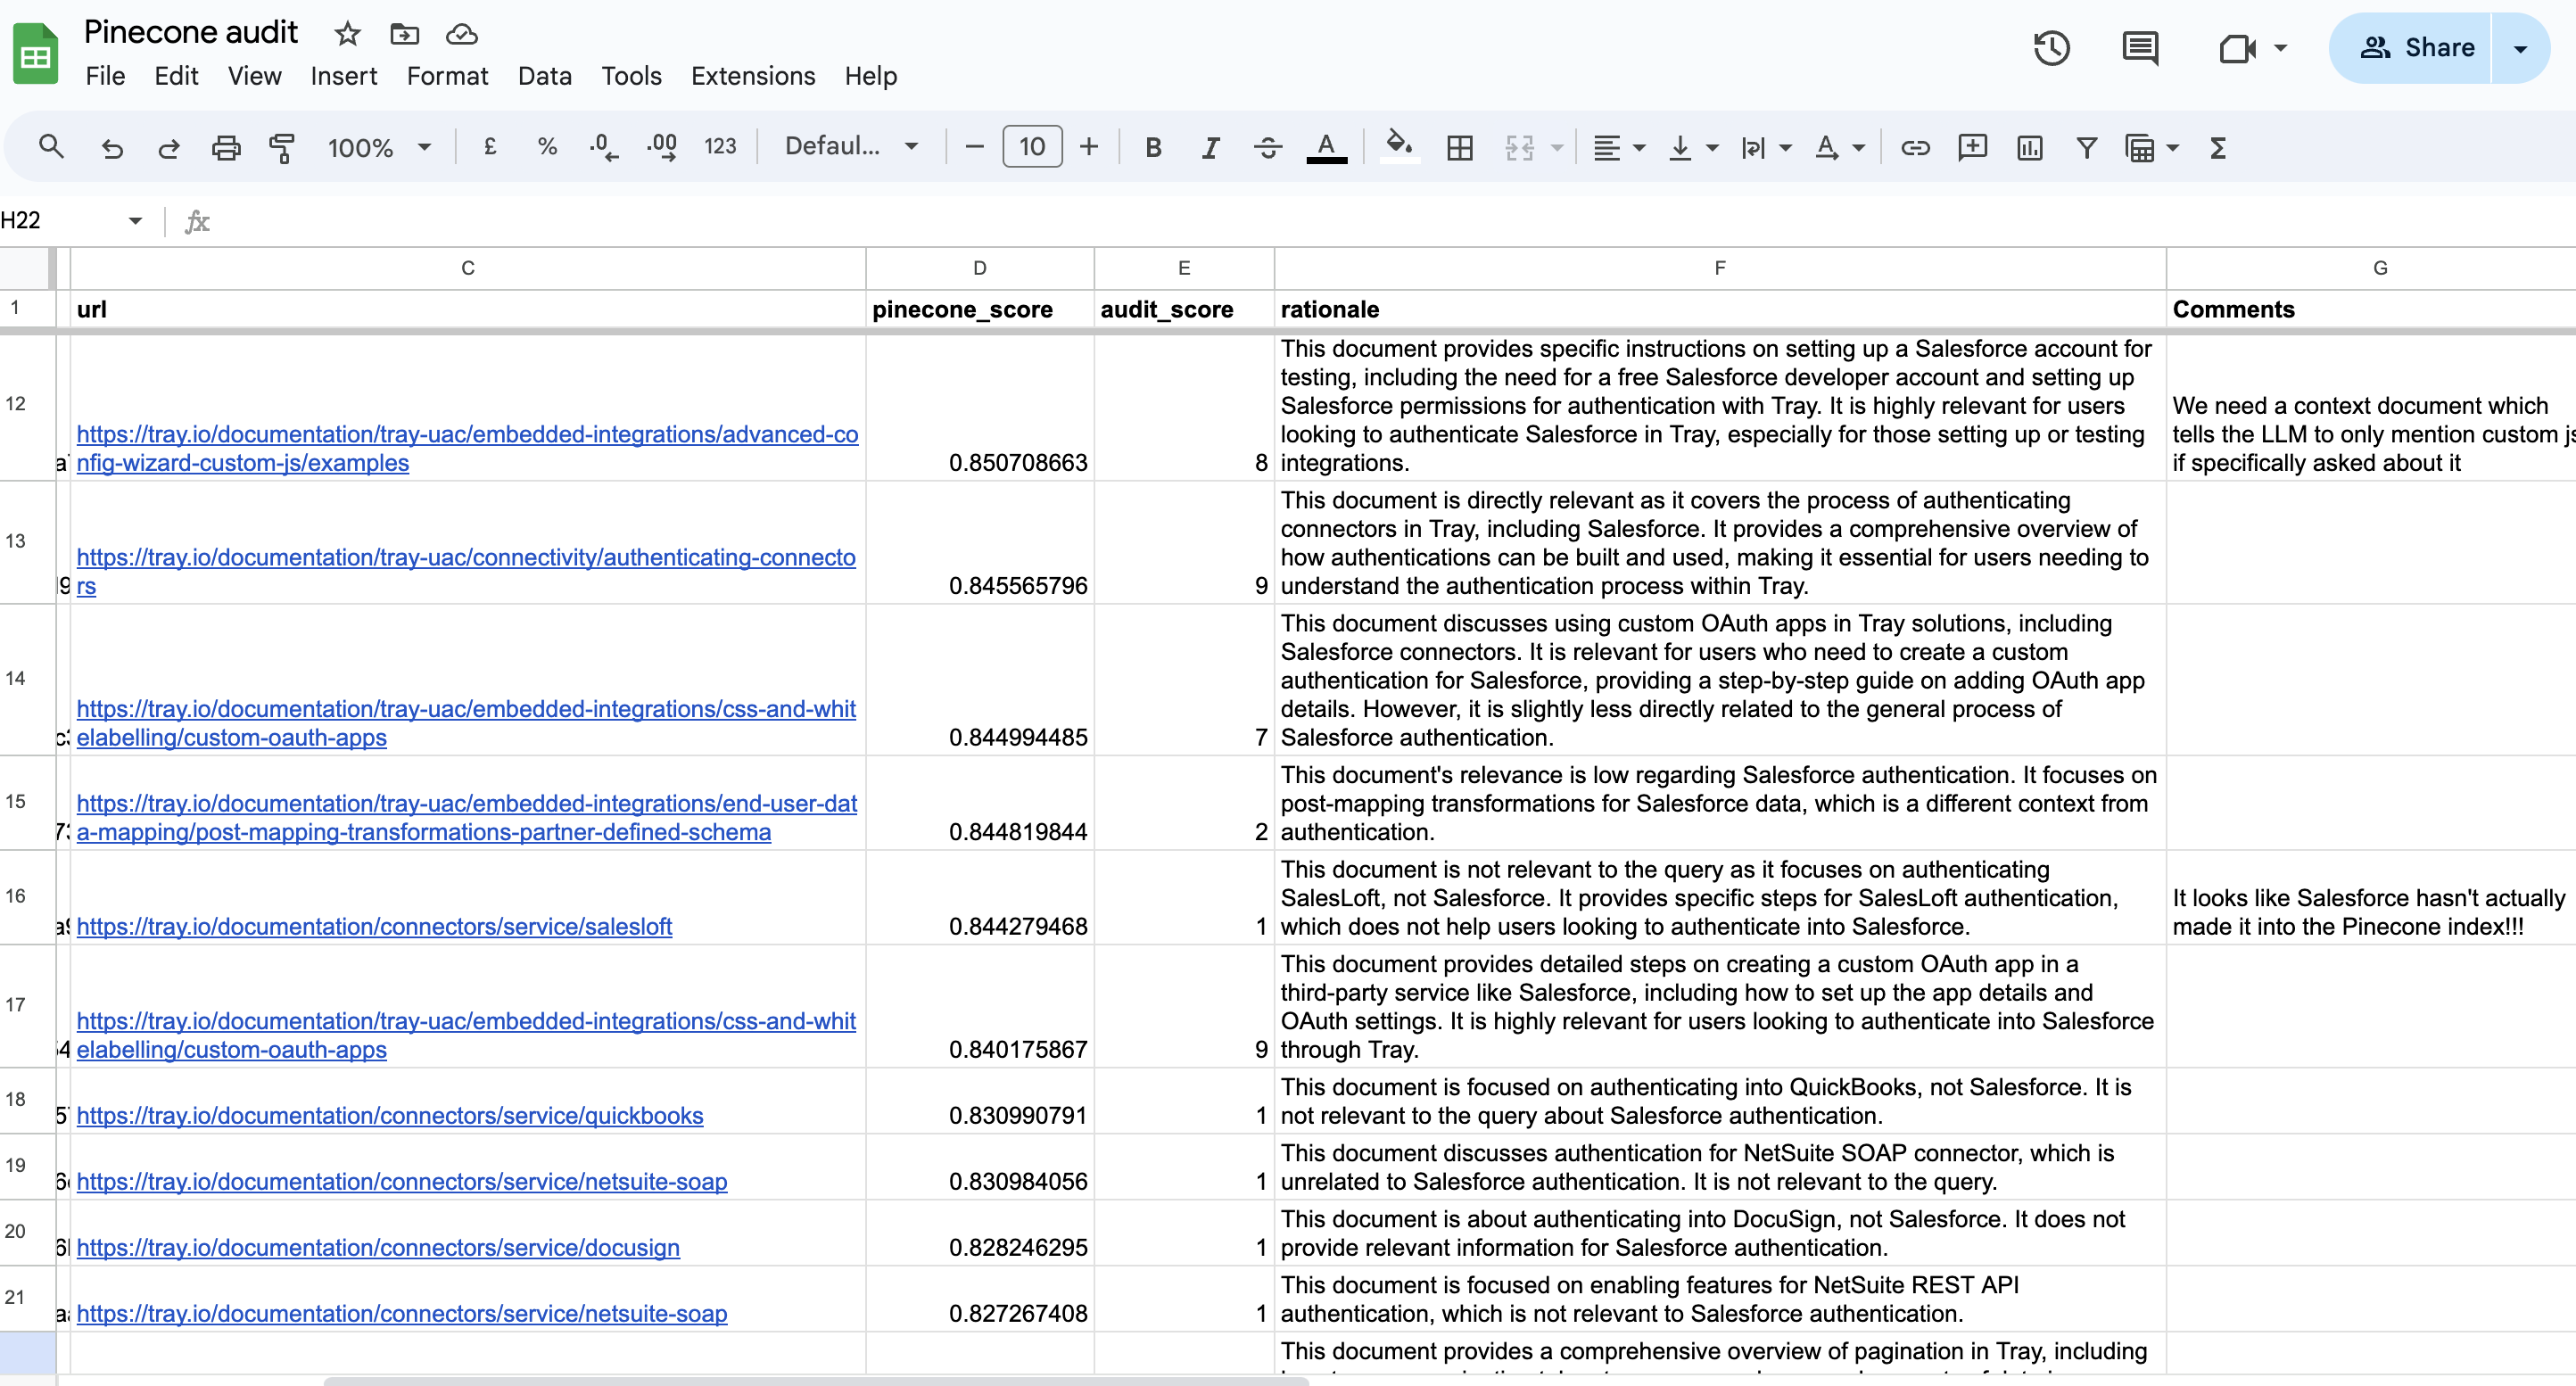 Pinecone audit
File Edit View Insert Format Data Tools Extensions Help
Share
100% £ % .0 .00 123 Defaul... 10 B I A
H22 fx
C D E F G
1 url pinecone_score audit_score rationale Comments
12
https://tray.io/documentation/tray-uac/embedded-integrations/advanced-co
nfig-wizard-custom-js/examples
0.850708663
8
This document provides specific instructions on setting up a Salesforce account for
testing, including the need for a free Salesforce developer account and setting up
Salesforce permissions for authentication with Tray. It is highly relevant for users
looking to authenticate Salesforce in Tray, especially for those setting up or testing
integrations.
We need a context document which
tells the LLM to only mention custom js
if specifically asked about it
13
https://tray.io/documentation/tray-uac/connectivity/authenticating-connecto
rs
0.845565796
9
This document is directly relevant as it covers the process of authenticating
connectors in Tray, including Salesforce. It provides a comprehensive overview of
how authentications can be built and used, making it essential for users needing to
understand the authentication process within Tray.
14
https://tray.io/documentation/tray-uac/embedded-integrations/css-and-whit
elabelling/custom-oauth-apps
0.844994485
7
This document discusses using custom OAuth apps in Tray solutions, including
Salesforce connectors. It is relevant for users who need to create a custom
authentication for Salesforce, providing a step-by-step guide on adding OAuth app
details. However, it is slightly less directly related to the general process of
Salesforce authentication.
15
https://tray.io/documentation/tray-uac/embedded-integrations/end-user-dat
a-mapping/post-mapping-transformations-partner-defined-schema
0.844819844
2
This document's relevance is low regarding Salesforce authentication. It focuses on
post-mapping transformations for Salesforce data, which is a different context from
authentication.
16
https://tray.io/documentation/connectors/service/salesloft
0.844279468
1
This document is not relevant to the query as it focuses on authenticating
SalesLoft, not Salesforce. It provides specific steps for SalesLoft authentication,
which does not help users looking to authenticate into Salesforce.
It looks like Salesforce hasn't actually
made it into the Pinecone index!!!
17
https://tray.io/documentation/tray-uac/embedded-integrations/css-and-whit
elabelling/custom-oauth-apps
0.840175867
9
This document provides detailed steps on creating a custom OAuth app in a
third-party service like Salesforce, including how to set up the app details and
OAuth settings. It is highly relevant for users looking to authenticate into Salesforce
through Tray.
18
https://tray.io/documentation/connectors/service/quickbooks
0.830990791
1
This document is focused on authenticating into QuickBooks, not Salesforce. It is
not relevant to the query about Salesforce authentication.
19
https://tray.io/documentation/connectors/service/netsuite-soap
0.830984056
1
This document discusses authentication for NetSuite SOAP connector, which is
unrelated to Salesforce authentication. It is not relevant to the query.
20
https://tray.io/documentation/connectors/service/docusign
0.828246295
1
This document is about authenticating into DocuSign, not Salesforce. It does not
provide relevant information for Salesforce authentication.
21
https://tray.io/documentation/connectors/service/netsuite-soap
0.827267408
1
This document is focused on enabling features for NetSuite REST API
authentication, which is not relevant to Salesforce authentication.
This document provides a comprehensive overview of pagination in Tray, including